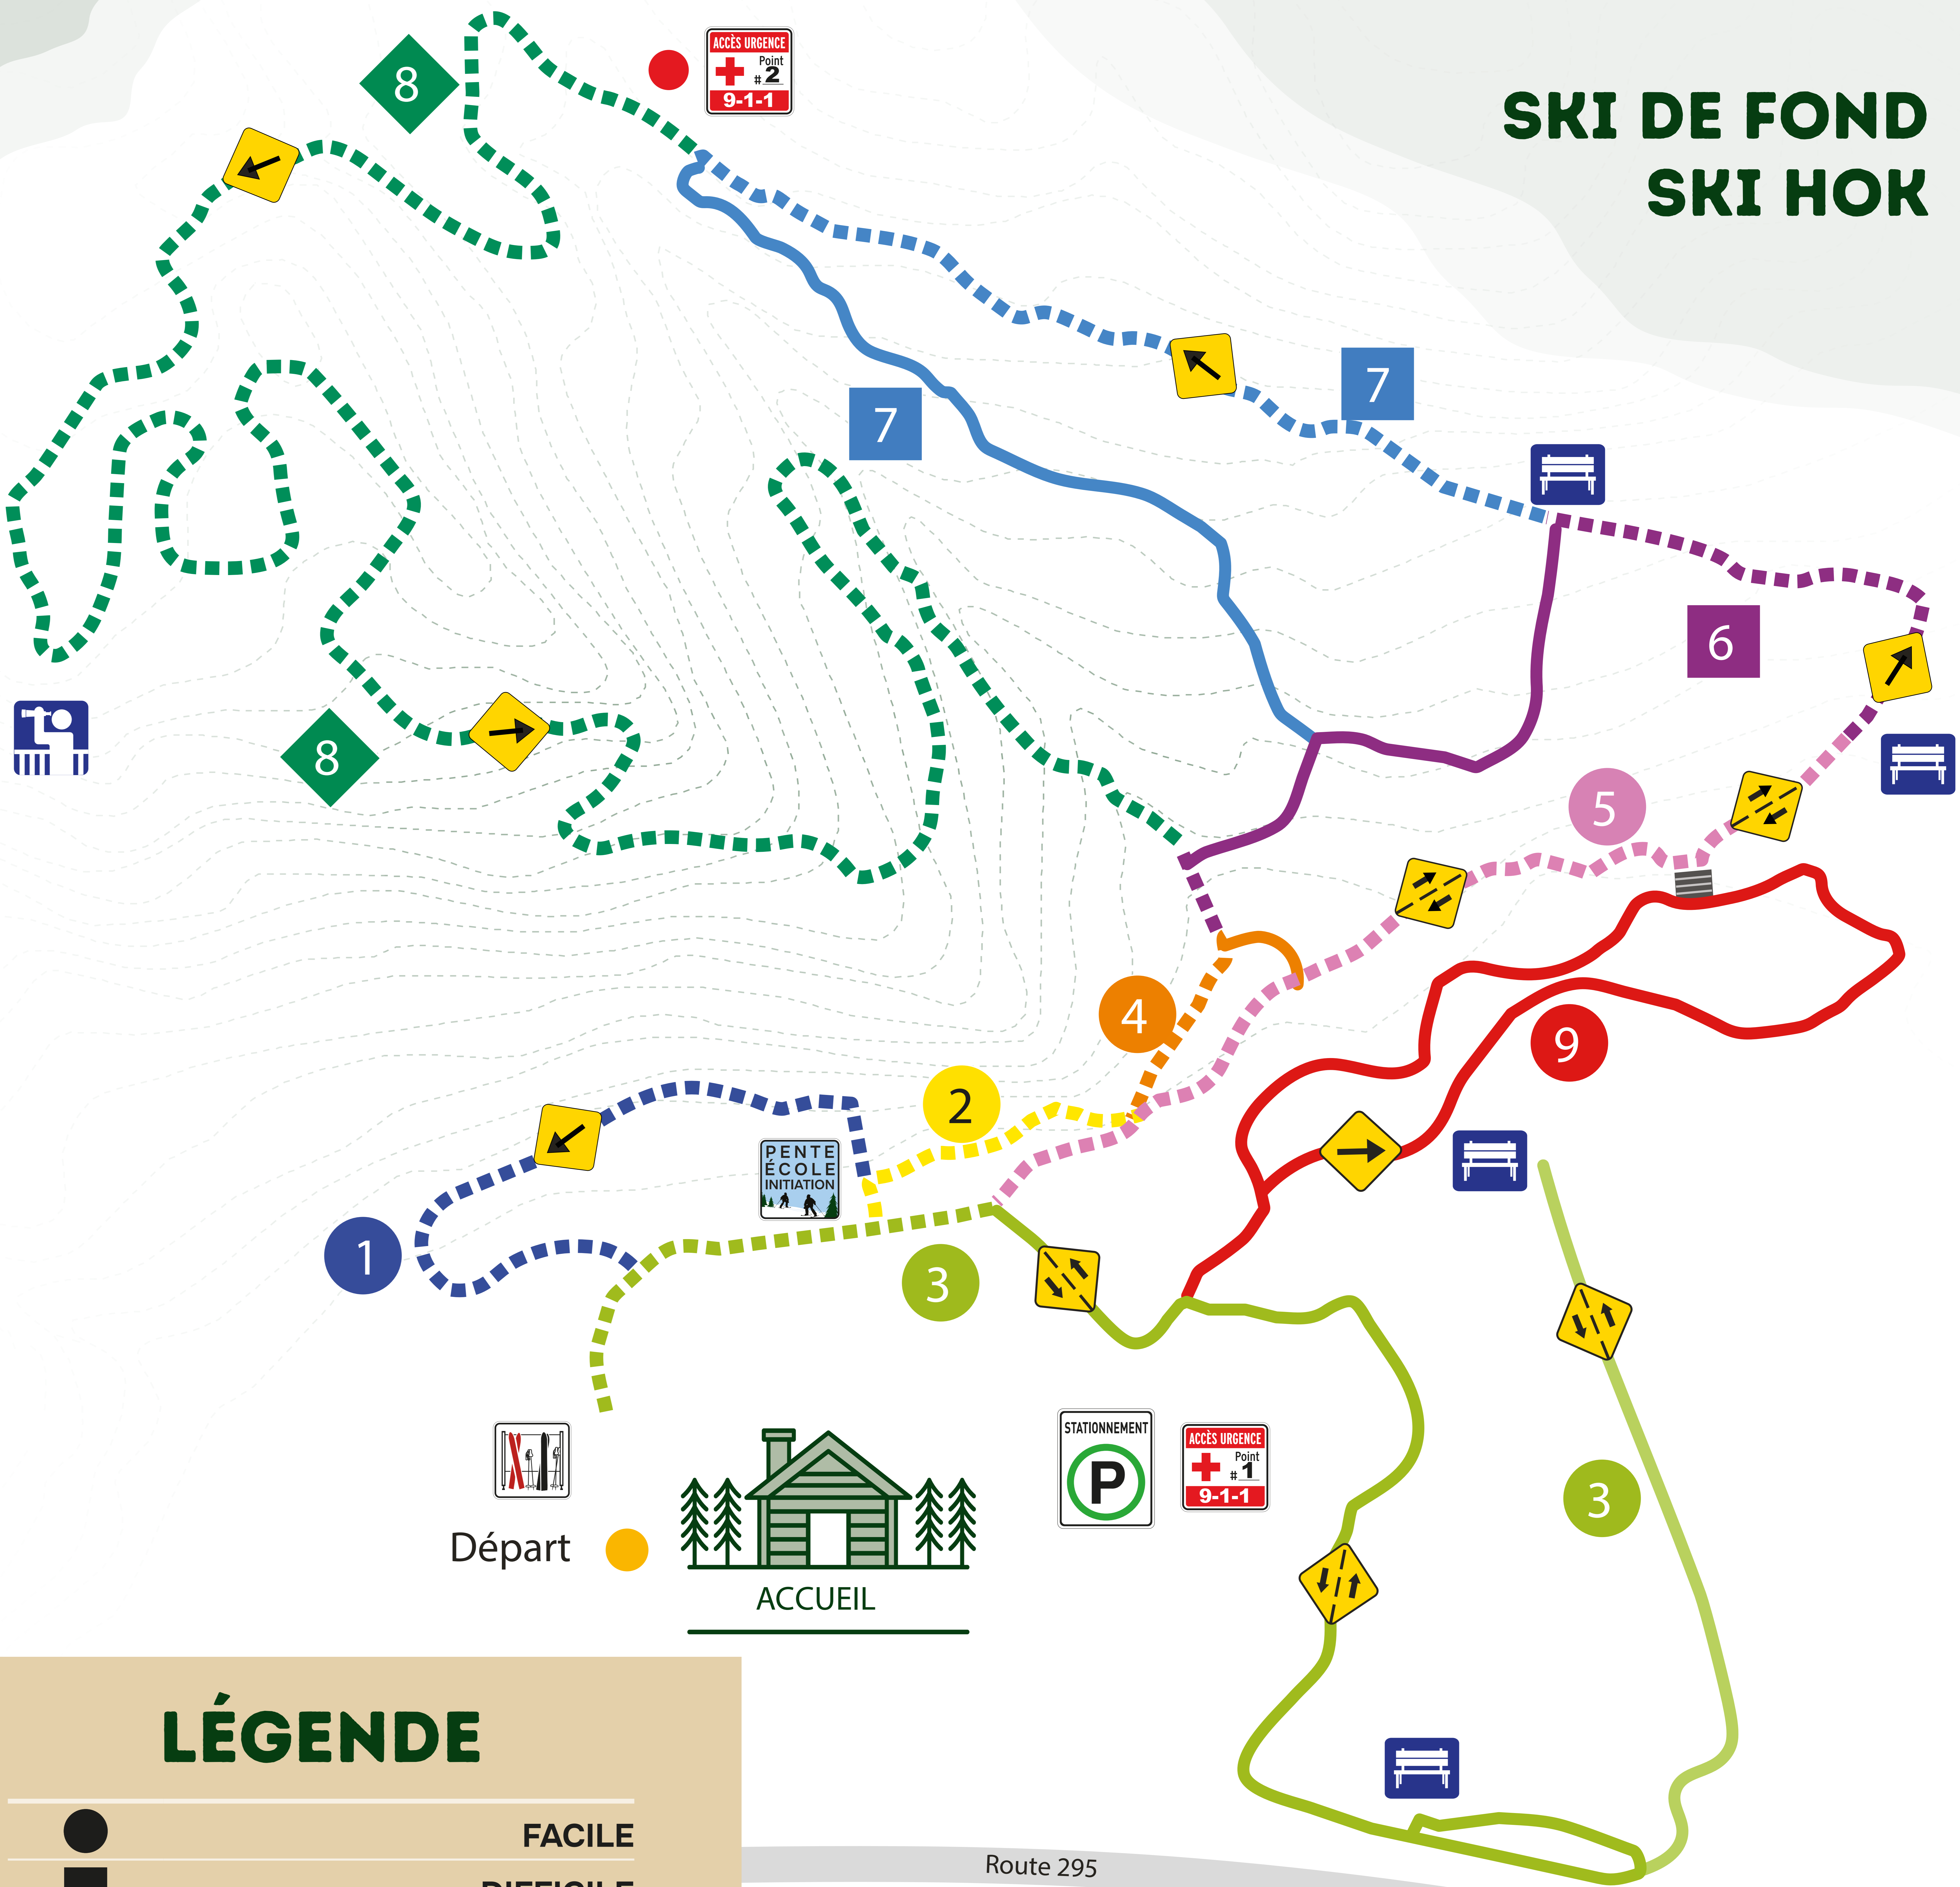 SKI DE FOND
SKI HOK
8
ACCÈS URGENCE
Point
# 2
9-1-1
7
7
6
8
5
4
9
2
PENTE
ÉCOLE
INITIATION
1
3
STATIONNEMENT
P
ACCÈS URGENCE
Point
# 1
9-1-1
3
Départ
ACCUEIL
LÉGENDE
FACILE
DIFFICILE
Route 295